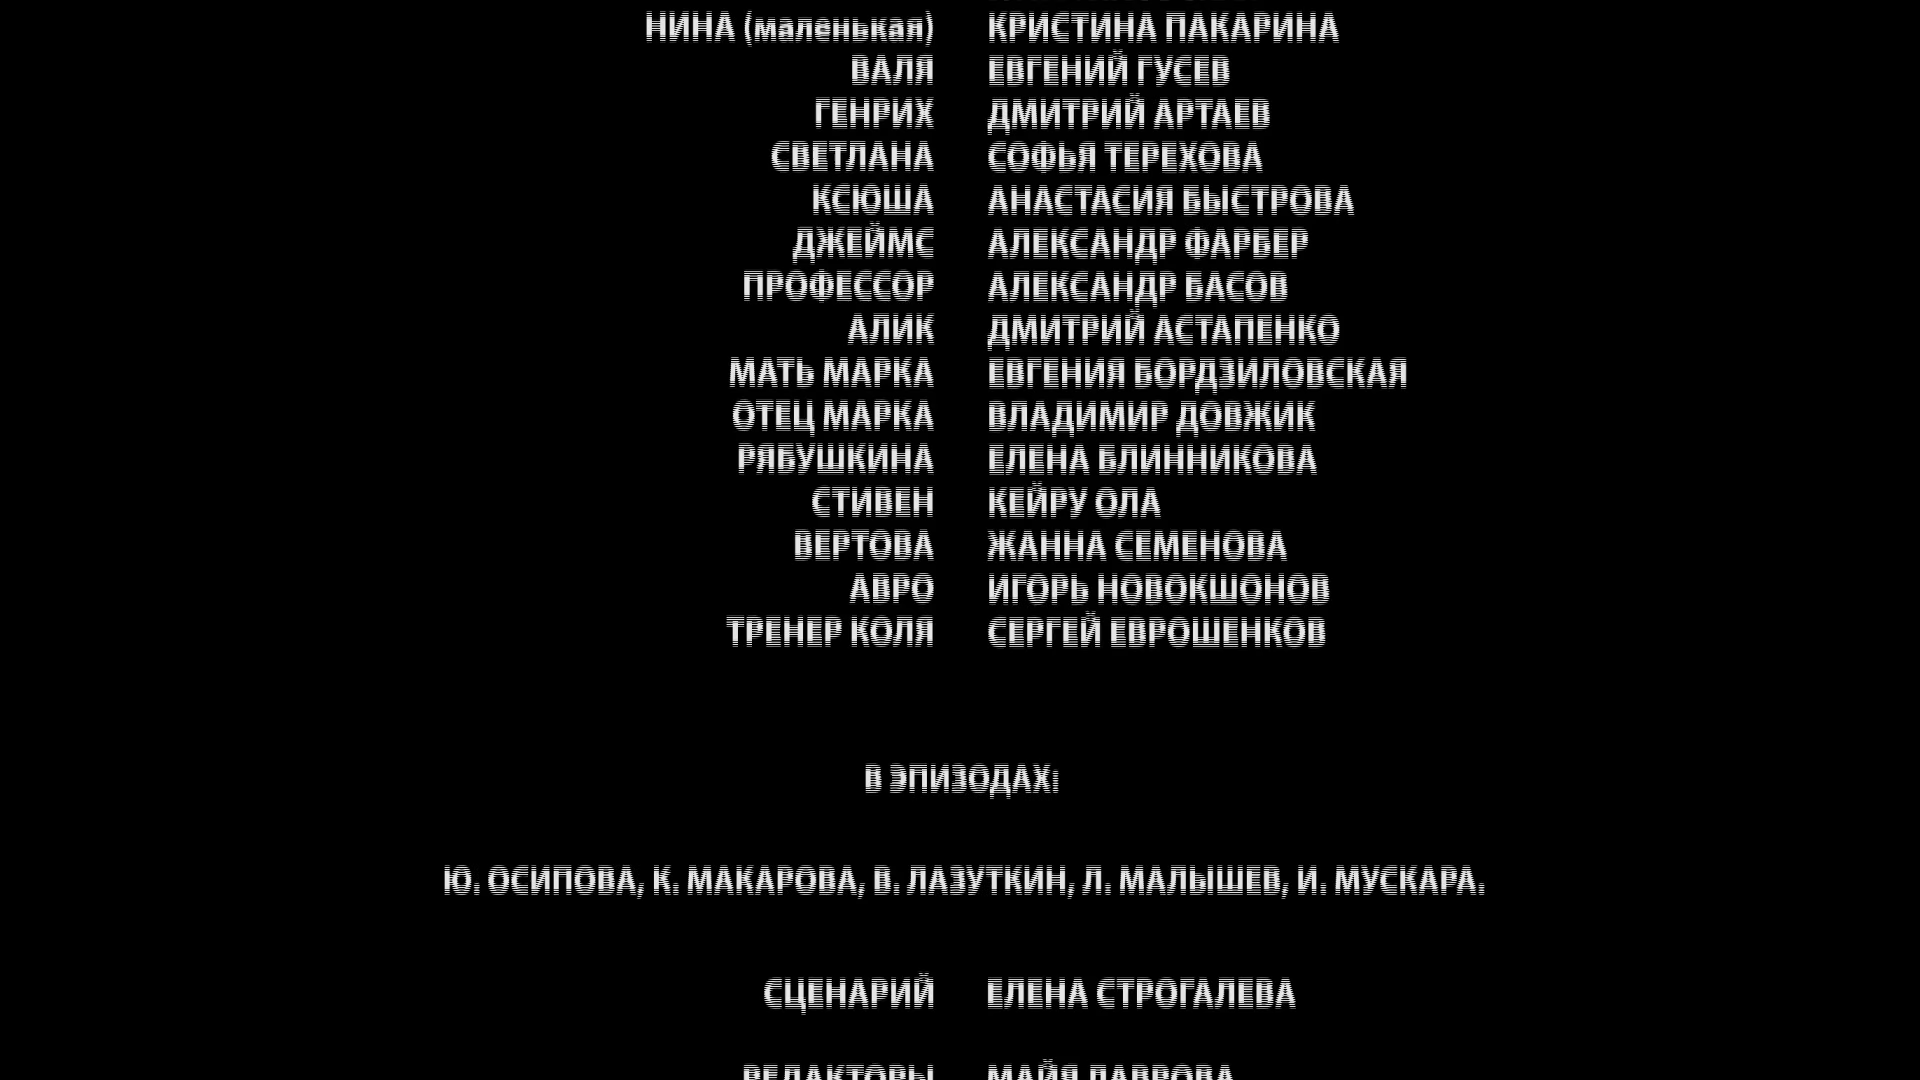 НИНА (маленькая) КРИСТИНА ПАКАРИНА
ВАЛЯ ЕВГЕНИЙ ГУСЕВ
ГЕНРИХ ДМИТРИЙ АРТАЕВ
СВЕТЛАНА СОФЬЯ ТЕРЕХОВА
КСЮША АНАСТАСИЯ БЫСТРОВА
ДЖЕЙМС АЛЕКСАНДР ФАРБЕР
ПРОФЕССОР АЛЕКСАНДР БАСОВ
АЛИК ДМИТРИЙ АСТАПЕНКО
МАТЬ МАРКА ЕВГЕНИЯ БОРДЗИЛОВСКАЯ
ОТЕЦ МАРКА ВЛАДИМИР ДОВЖИК
РЯБУШКИНА ЕЛЕНА БЛИННИКОВА
СТИВЕН КЕЙРУ ОЛА
ВЕРТОВА ЖАННА СЕМЕНОВА
АВРО ИГОРЬ НОВОКШОНОВ
ТРЕНЕР КОЛЯ СЕРГЕЙ ЕВРОШЕНКОВ
В ЭПИЗОДАХ:
Ю. ОСИПОВА, К. МАКАРОВА, В. ЛАЗУТКИН, Л. МАЛЫШЕВ, И. МУСКАРА.
СЦЕНАРИЙ ЕЛЕНА СТРОГАЛЕВА
РЕДАКТОРЫ МАЙЯ ЛАВРОВА